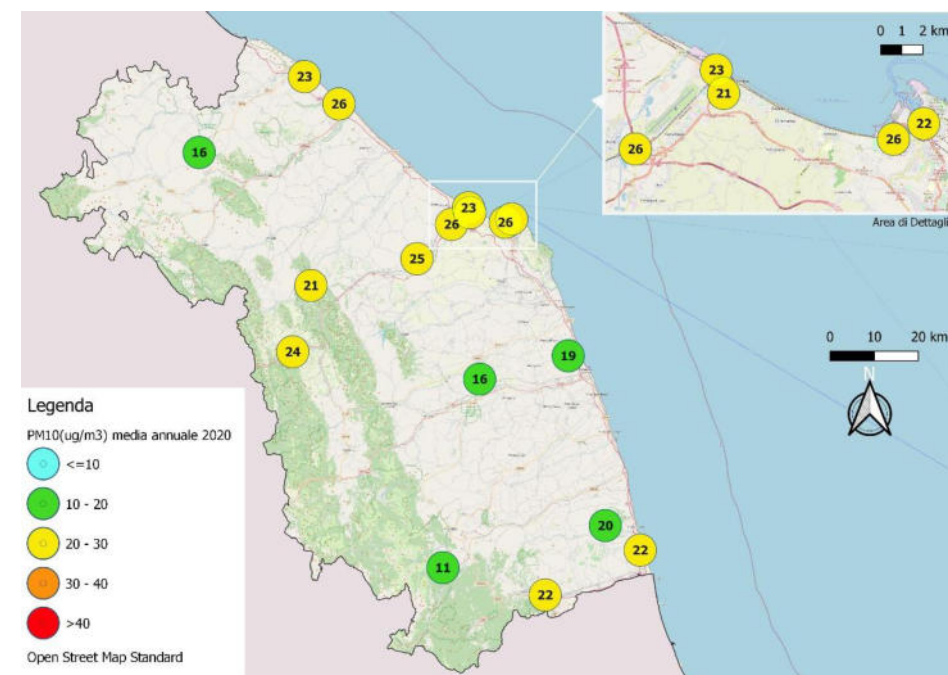 23
26
16
23
26
26
25
21
24
19
16
20
22
11
22
0 1 2 km
23
21
26
22
26
Area di Dettagli
0 10 20 km
N
Legenda
PM10(ug/m3) media annuale 2020
<=10
10 - 20
20 - 30
30 - 40
>40
Open Street Map Standard